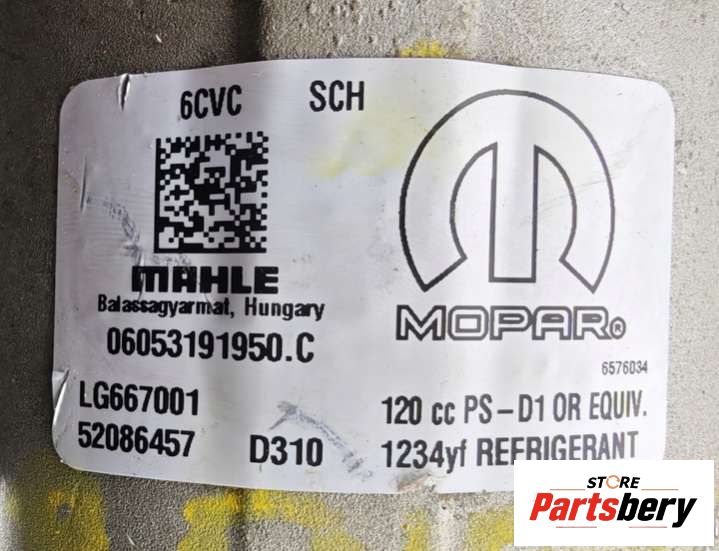 6CVC SCH
MAHLE
Balassagyarmat, Hungary
06053191950.C
LG667001
52086457 D310
MOPAR®
6576034
120 cc PS-D1 OR EQUIV.
1234yf REFRIGERANT
STORE
Partsbery